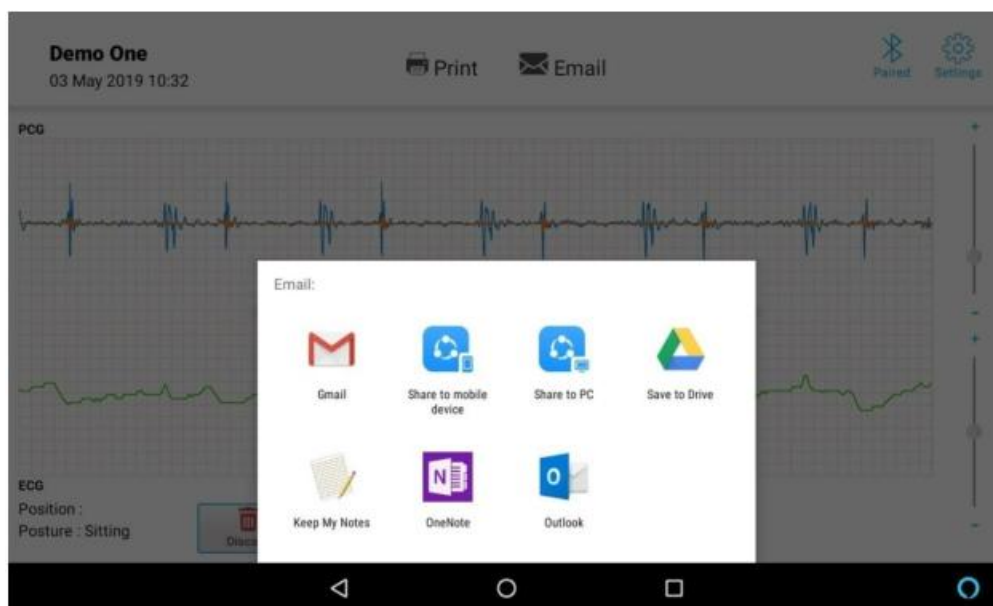 Demo One
03 May 2019 10:32
Print
Email
Paired
Settings
PCG
+
-
+
-
Email:
Gmail
Share to mobile
device
Share to PC
Save to Drive
Keep My Notes
N
OneNote
O
Outlook
ECG
Position :
Posture : Sitting